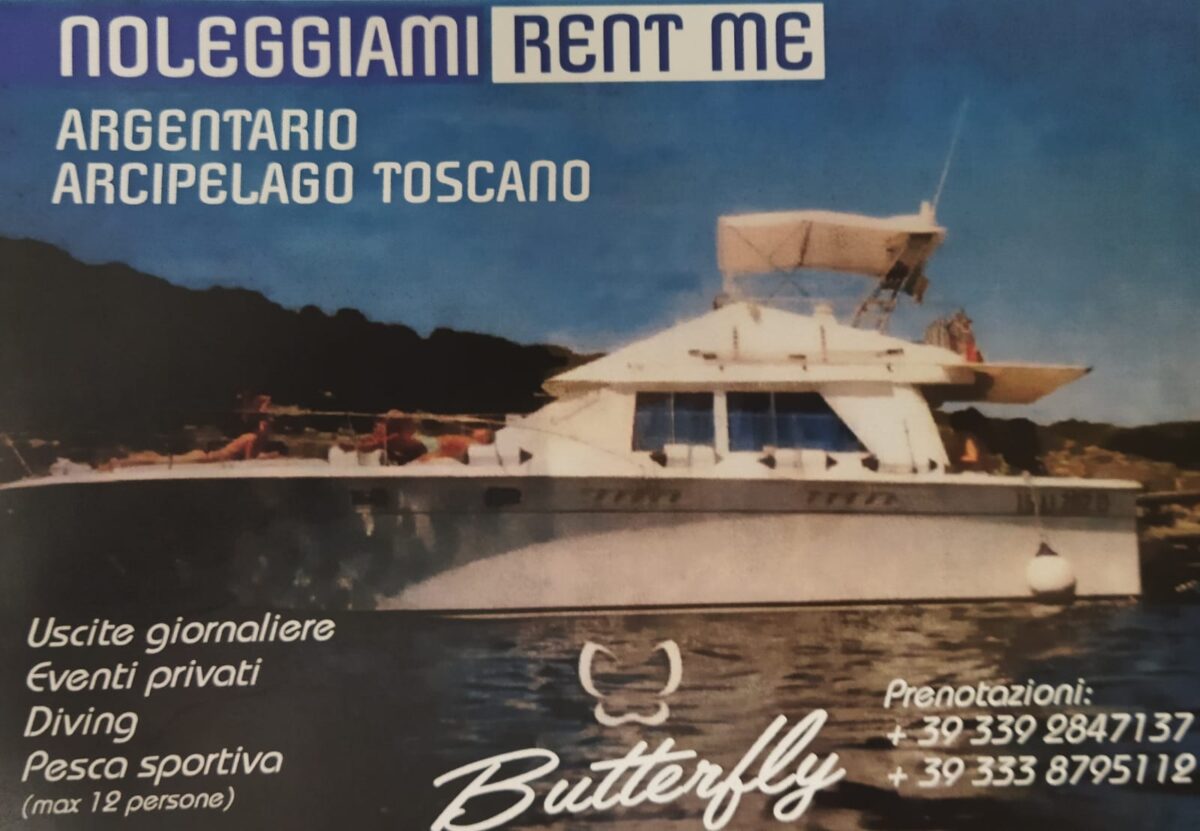 NOLEGGIAMI RENT ME
ARGENTARIO
ARCIPELAGO TOSCANO
Uscite giornaliere
Eventi privati
Diving
Pesca sportiva
(max 12 persone)
Butterfly
Prenotazioni:
+ 39 339 2847137
+ 39 333 8795112